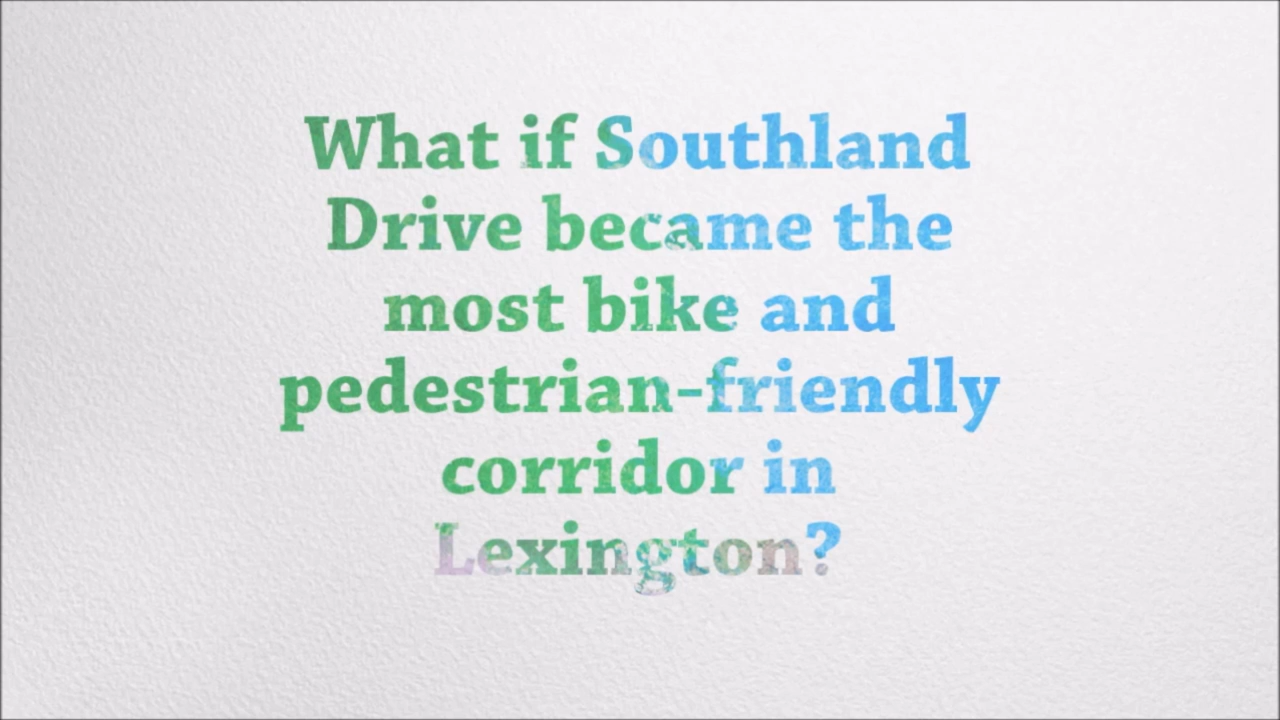 What if Southland
Drive became the
most bike and
pedestrian-friendly
corridor in
Lexington?